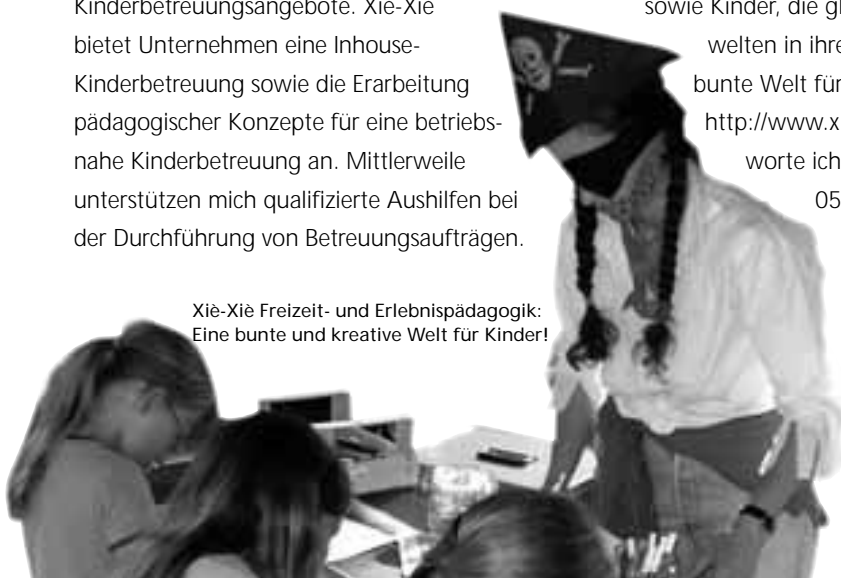 Kinderbetreuungsangebote. Xiè-Xiè
bietet Unternehmen eine Inhouse-
Kinderbetreuung sowie die Erarbeitung
pädagogischer Konzepte für eine betriebs-
nahe Kinderbetreuung an. Mittlerweile
unterstützen mich qualifizierte Aushilfen bei
der Durchführung von Betreuungsaufträgen.
Xiè-Xiè Freizeit- und Erlebnispädagogik:
Eine bunte und kreative Welt für Kinder!
sowie Kinder, die
welten in
bunte Welt für
http://www.x
worte ich
05